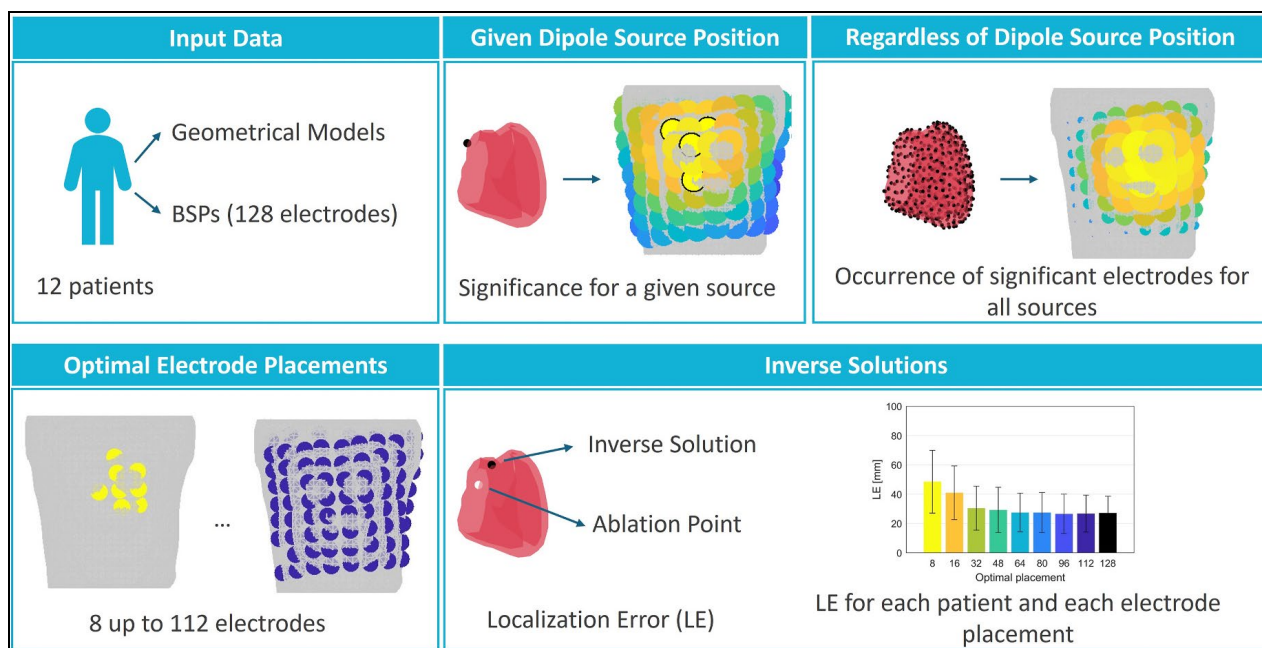 Input Data
Geometrical Models
BSPs (128 electrodes)
12 patients
Given Dipole Source Position
Significance for a given source
Regardless of Dipole Source Position
Occurrence of significant electrodes for
all sources
Optimal Electrode Placements
...
8 up to 112 electrodes
Inverse Solutions
Inverse Solution
Ablation Point
Localization Error (LE)
LE [mm]
100
80
60
40
20
0
8 16 32 48 64 80 96 112 128
Optimal placement
LE for each patient and each electrode
placement